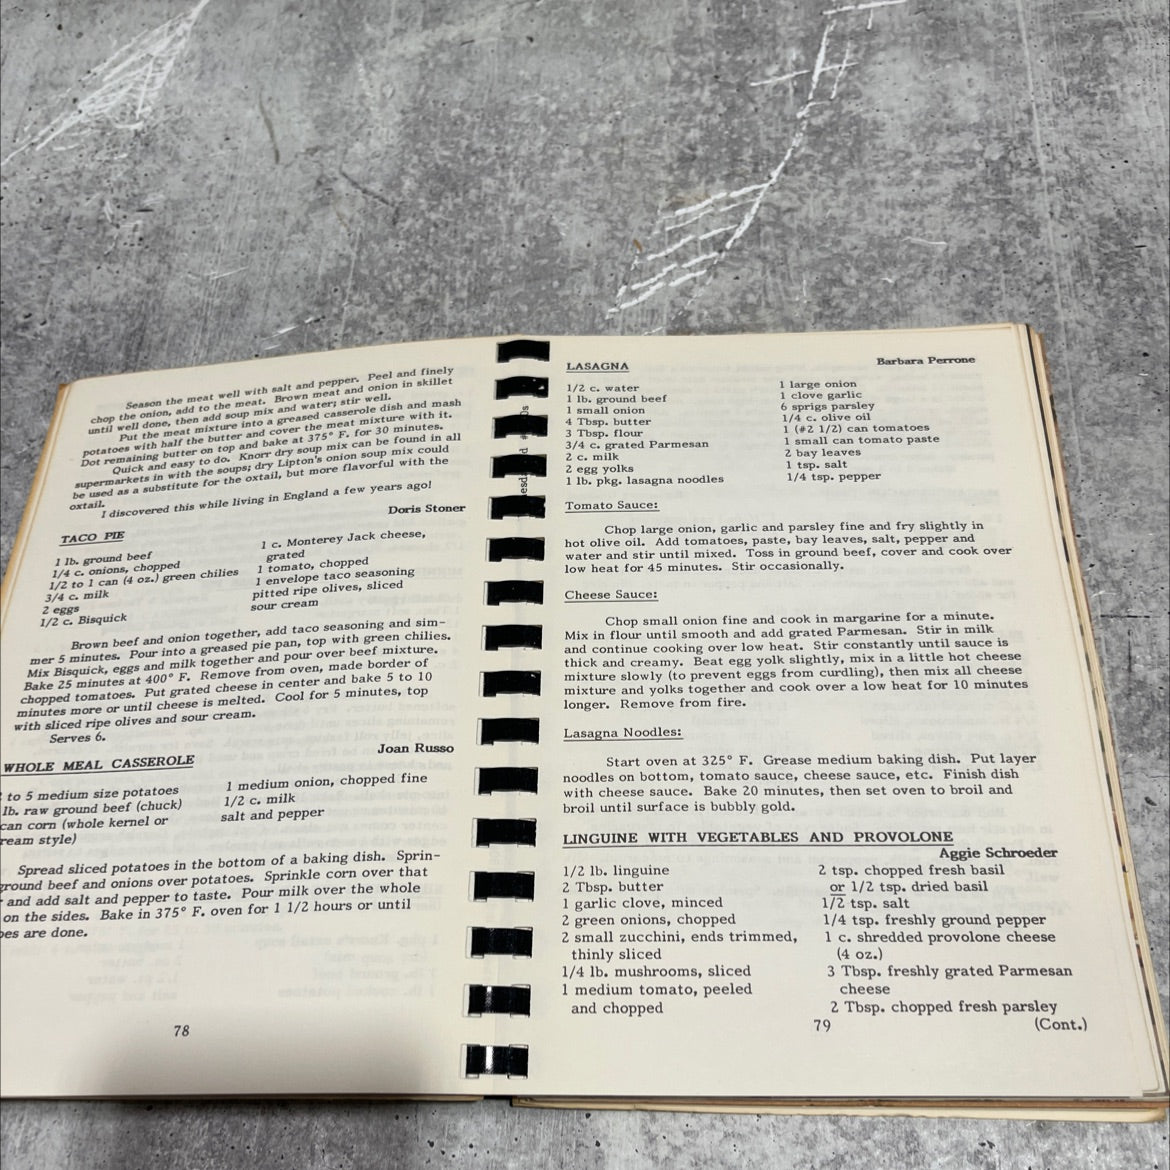 Season the meat well with salt and pepper. Peel and finely
chop the onion, add to the meat. Brown meat and onion in skillet
until well done, then add soup mix and water; stir well.
Put the meat mixture into a greased casserole dish and mash
potatoes with half the butter and cover the meat mixture with it.
Dot remaining butter on top and bake at 375° F. for 30 minutes.
Quick and easy to do. Knorr dry soup mix can be found in all
supermarkets in with the soups; dry Lipton's onion soup mix could
be used as a substitute for the oxtail, but more flavorful with the
oxtail.
I discovered this while living in England a few years ago!
Doris Stoner
TACO PIE
1 lb. ground beef
1/4 c. onions, chopped
1/2 to 1 can (4 oz.) green chilies
3/4 c. milk
2 eggs
1/2 c. Bisquick
1 c. Monterey Jack cheese,
grated
1 tomato, chopped
1 envelope taco seasoning
pitted ripe olives, sliced
sour cream
Brown beef and onion together, add taco seasoning and sim-
mer 5 minutes. Pour into a greased pie pan, top with green chilies.
Mix Bisquick, eggs and milk together and pour over beef mixture.
Bake 25 minutes at 400° F. Remove from oven, made border of
chopped tomatoes. Put grated cheese in center and bake 5 to 10
minutes more or until cheese is melted. Cool for 5 minutes, top
with sliced ripe olives and sour cream.
Serves 6.
Joan Russo
WHOLE MEAL CASSEROLE
to 5 medium size potatoes
lb. raw ground beef (chuck)
can corn (whole kernel or
ream style)
1 medium onion, chopped fine
1/2 c. milk
salt and pepper
Spread sliced potatoes in the bottom of a baking dish. Sprin-
ground beef and onions over potatoes. Sprinkle corn over that
and add salt and pepper to taste. Pour milk over the whole
on the sides. Bake in 375° F. oven for 1 1/2 hours or until
oes are done.
78
LASAGNA
Barbara Perrone
1/2 c. water
1 lb. ground beef
1 small onion
4 Tbsp. butter
3 Tbsp. flour
3/4 c. grated Parmesan
2 c. milk
2 egg yolks
1 lb. pkg. lasagna noodles
1 large onion
1 clove garlic
6 sprigs parsley
1/4 c. olive oil
1 (#2 1/2) can tomatoes
1 small can tomato paste
2 bay leaves
1 tsp. salt
1/4 tsp. pepper
Tomato Sauce:
Chop large onion, garlic and parsley fine and fry slightly in
hot olive oil. Add tomatoes, paste, bay leaves, salt, pepper and
water and stir until mixed. Toss in ground beef, cover and cook over
low heat for 45 minutes. Stir occasionally.
Cheese Sauce:
Chop small onion fine and cook in margarine for a minute.
Mix in flour until smooth and add grated Parmesan. Stir in milk
and continue cooking over low heat. Stir constantly until sauce is
thick and creamy. Beat egg yolk slightly, mix in a little hot cheese
mixture slowly (to prevent eggs from curdling), then mix all cheese
mixture and yolks together and cook over a low heat for 10 minutes
longer. Remove from fire.
Lasagna Noodles:
Start oven at 325° F. Grease medium baking dish. Put layer
noodles on bottom, tomato sauce, cheese sauce, etc. Finish dish
with cheese sauce. Bake 20 minutes, then set oven to broil and
broil until surface is bubbly gold.
LINGUINE WITH VEGETABLES AND PROVOLONE
Aggie Schroeder
1/2 lb. linguine
2 Tbsp. butter
1 garlic clove, minced
2 green onions, chopped
2 small zucchini, ends trimmed,
thinly sliced
1/4 lb. mushrooms, sliced
1 medium tomato, peeled
and chopped
2 tsp. chopped fresh basil
or 1/2 tsp. dried basil
1/2 tsp. salt
1/4 tsp. freshly ground pepper
1 c. shredded provolone cheese
(4 oz.)
3 Tbsp. freshly grated Parmesan
cheese
2 Tbsp. chopped fresh parsley
79
(Cont.)